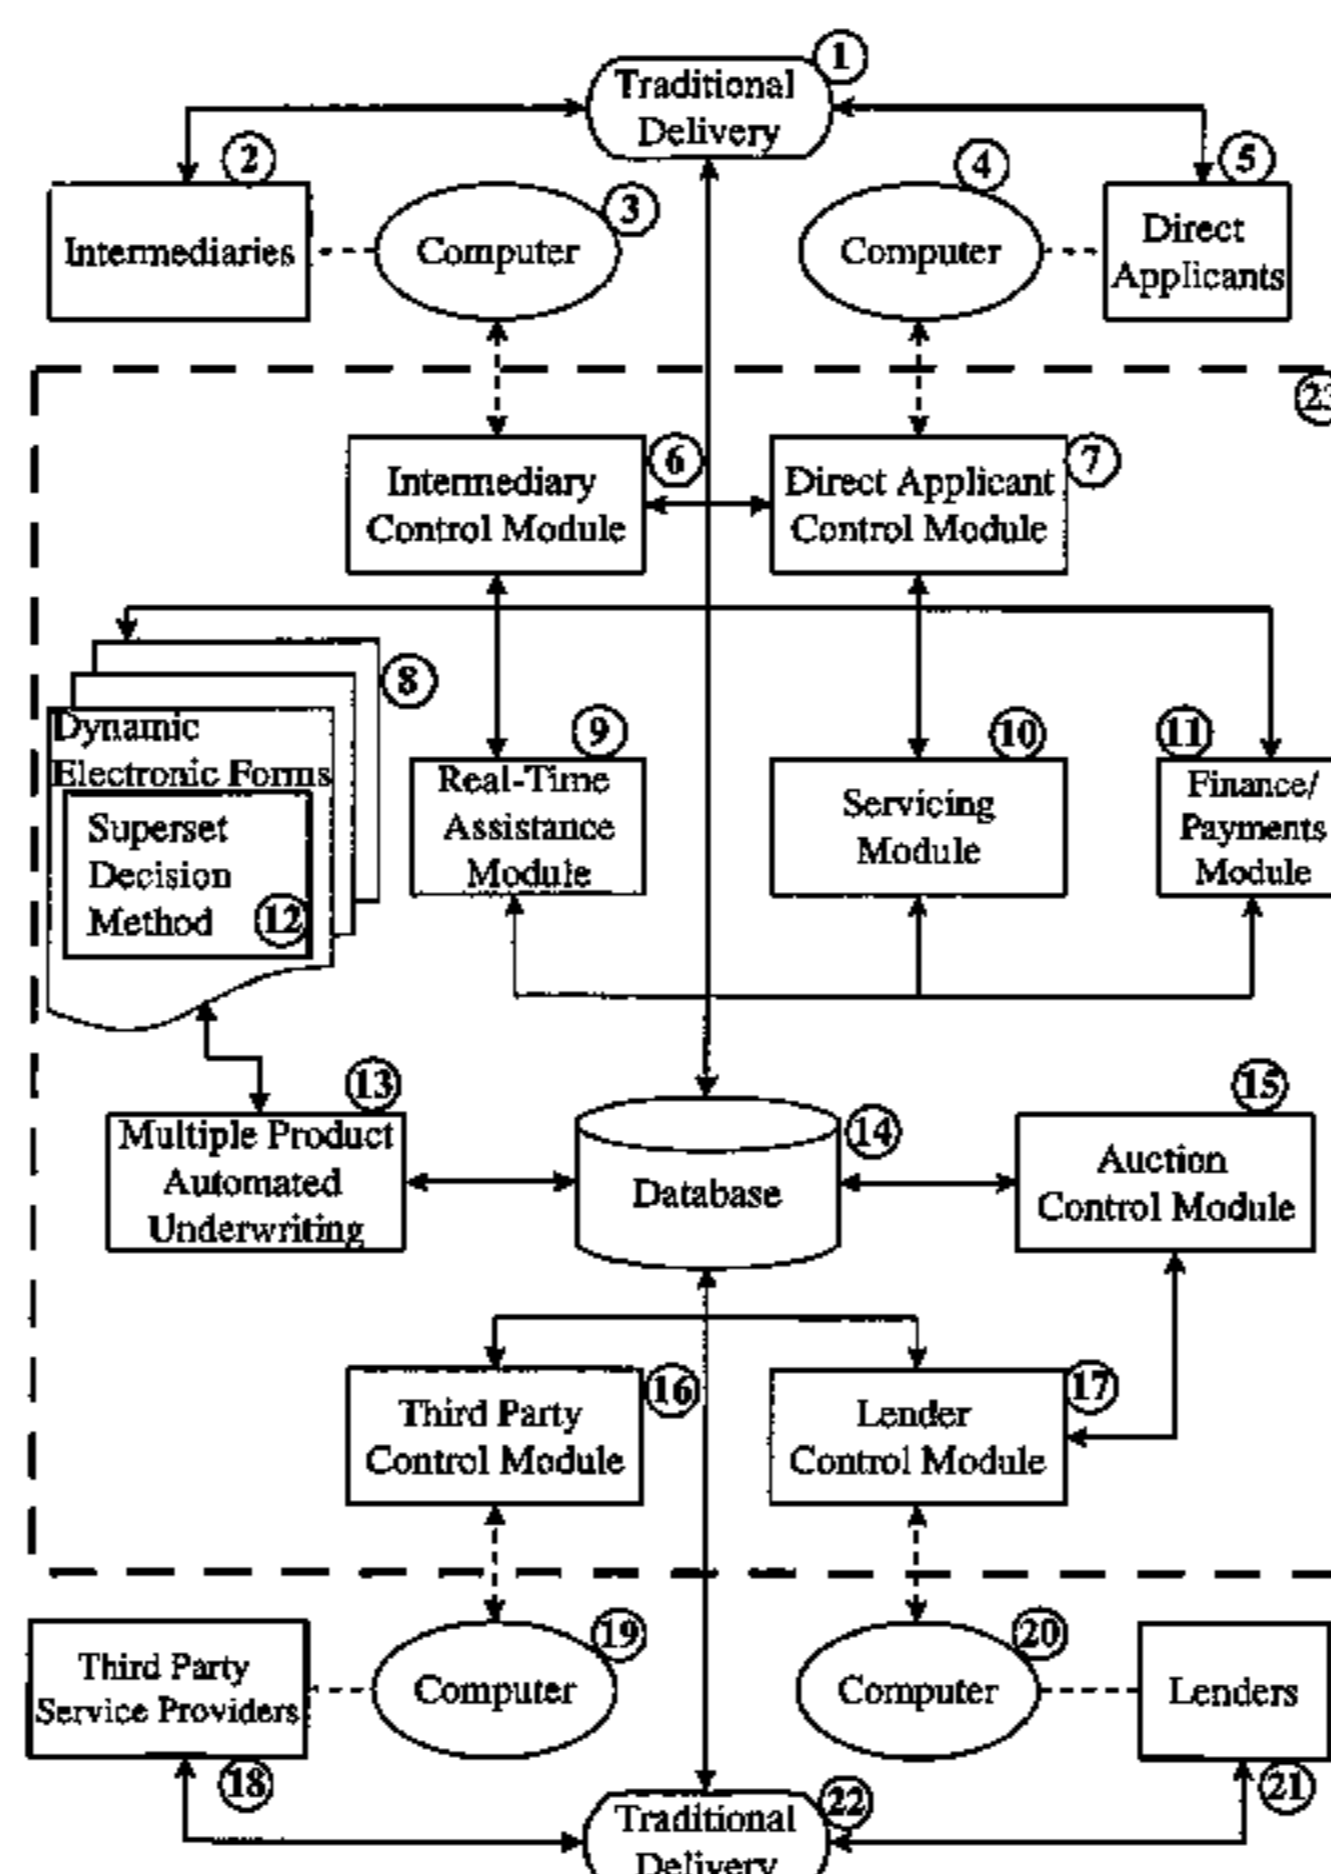 1
Traditional
Delivery
2
Intermediaries
3
Computer
4
Computer
5
Direct
Applicants
23
6
Intermediary
Control Module
7
Direct Applicant
Control Module
8
Dynamic
Electronic Forms
Superset
Decision
Method
12
9
Real-Time
Assistance
Module
10
Servicing
Module
11
Finance/
Payments
Module
13
Multiple Product
Automated
Underwriting
14
Database
15
Auction
Control Module
16
Third Party
Control Module
17
Lender
Control Module
Third Party
Service Providers
18
19
Computer
20
Computer
Lenders
21
22
Traditional
Delivery